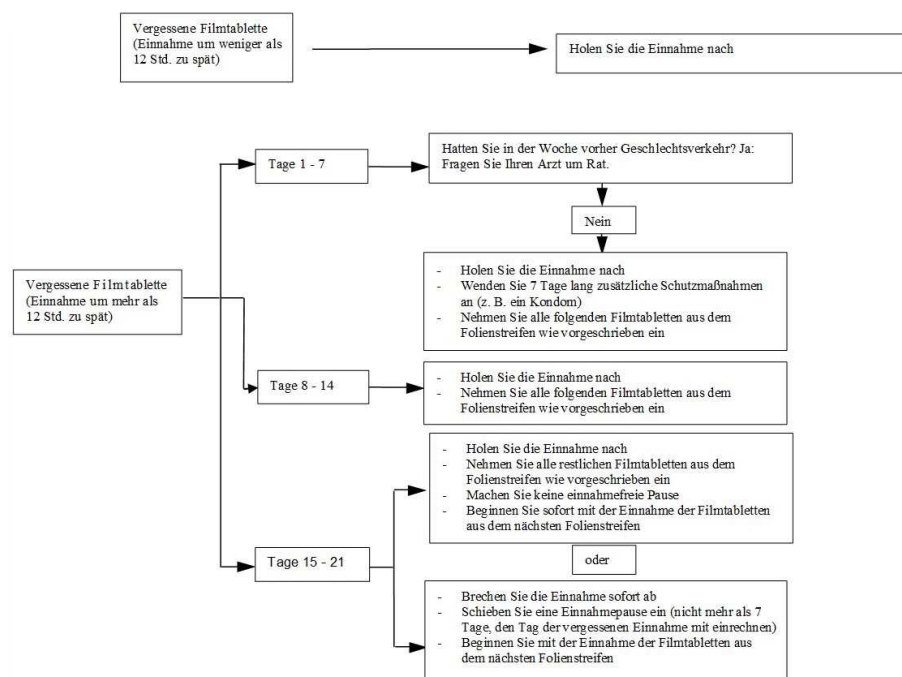 Vergessene Filmtablette
(Einnahme um weniger als
12 Std. zu spät)
Holen Sie die Einnahme nach
Vergessene Filmtablette
(Einnahme um mehr als
12 Std. zu spät)
Tage 1 - 7
Hatten Sie in der Woche vorher Geschlechtsverkehr? Ja:
Fragen Sie Ihren Arzt um Rat.
Nein
- Holen Sie die Einnahme nach
- Wenden Sie 7 Tage lang zusätzliche Schutzmaßnahmen
an (z. B. ein Kondom)
- Nehmen Sie alle folgenden Filmtabletten aus dem
Folienstreifen wie vorgeschrieben ein
Tage 8 - 14
- Holen Sie die Einnahme nach
- Nehmen Sie alle folgenden Filmtabletten aus dem
Folienstreifen wie vorgeschrieben ein
Tage 15 - 21
- Holen Sie die Einnahme nach
- Nehmen Sie alle restlichen Filmtabletten aus dem
Folienstreifen wie vorgeschrieben ein
- Machen Sie keine einnahmefreie Pause
- Beginnen Sie sofort mit der Einnahme der Filmtabletten
aus dem nächsten Folienstreifen
oder
- Brechen Sie die Einnahme sofort ab
- Schieben Sie eine Einnahmepause ein (nicht mehr als 7
Tage, den Tag der vergessenen Einnahme mit einrechnen)
- Beginnen Sie mit der Einnahme der Filmtabletten aus
dem nächsten Folienstreifen